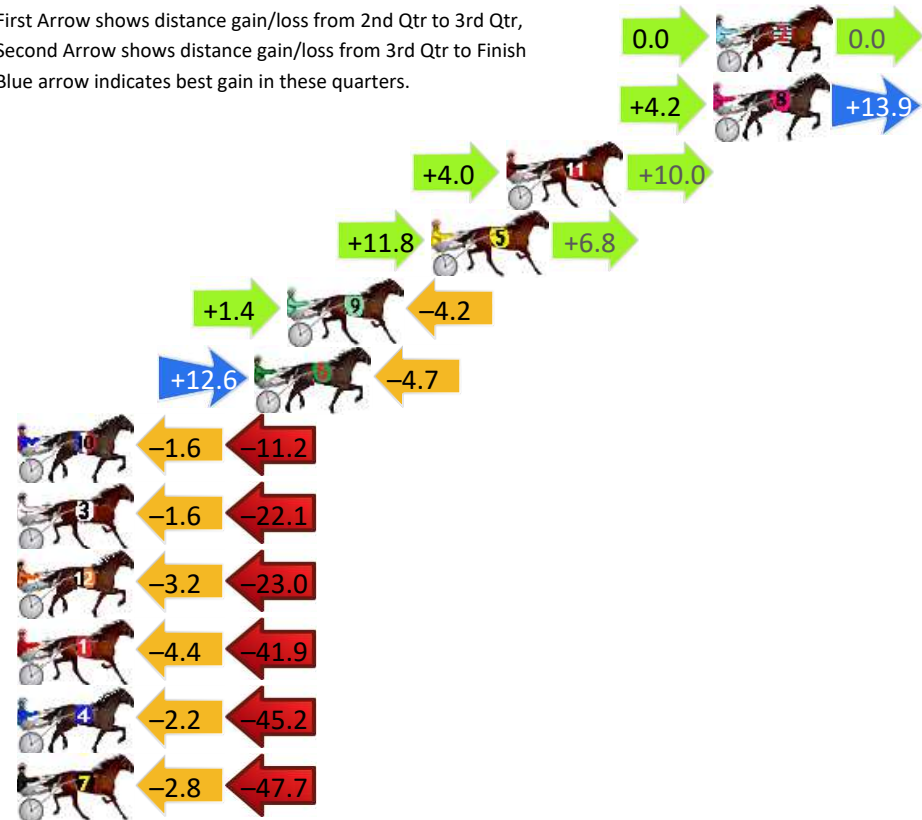 First Arrow shows distance gain/loss from 2nd Qtr to 3rd Qtr,
Second Arrow shows distance gain/loss from 3rd Qtr to Finish
Blue arrow indicates best gain in these quarters.
0.0 2 0.0
+4.2 8 +13.9
+4.0 11 +10.0
+11.8 5 +6.8
+1.4 9 –4.2
+12.6 6 –4.7
10 –1.6 –11.2
3 –1.6 –22.1
12 –3.2 –23.0
1 –4.4 –41.9
4 –2.2 –45.2
7 –2.8 –47.7